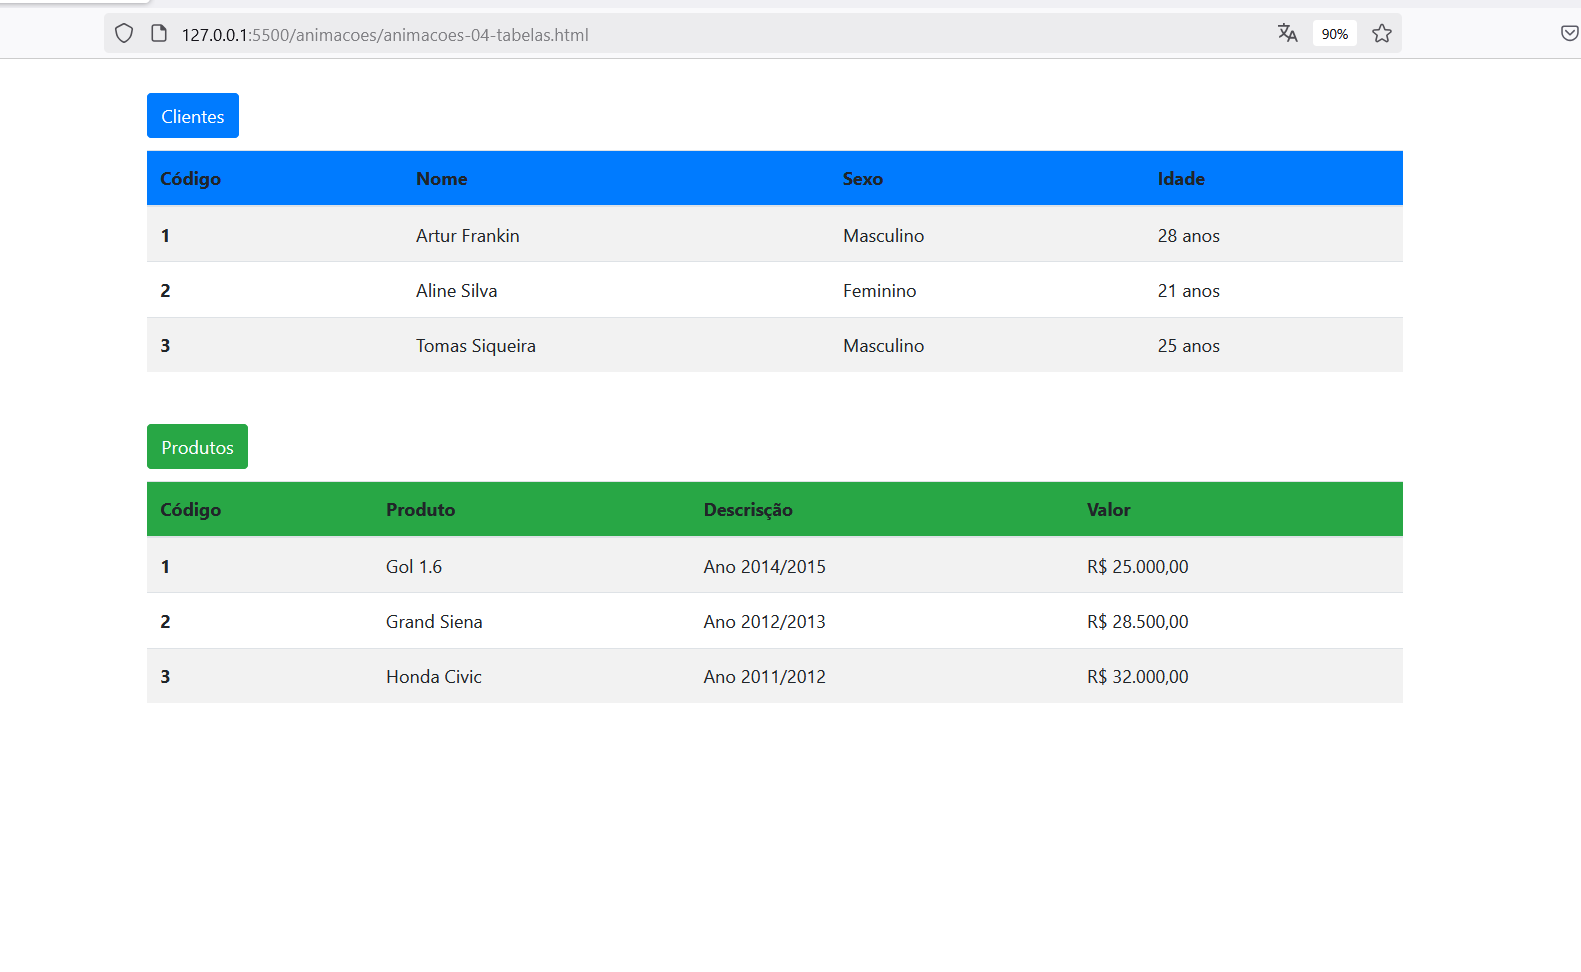 127.0.0.1:5500/animacoes/animacoes-04-tabelas.html 90%
Clientes
Código Nome Sexo Idade
1 Artur Frankin Masculino 28 anos
2 Aline Silva Feminino 21 anos
3 Tomas Siqueira Masculino 25 anos
Produtos
Código Produto Descrisção Valor
1 Gol 1.6 Ano 2014/2015 R$ 25.000,00
2 Grand Siena Ano 2012/2013 R$ 28.500,00
3 Honda Civic Ano 2011/2012 R$ 32.000,00